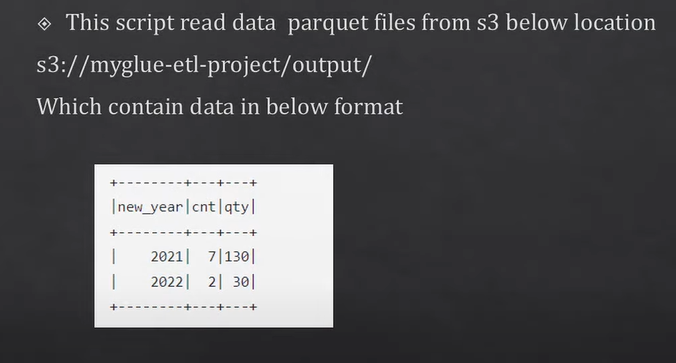 This script read data parquet files from s3 below location
s3://myglue-etl-project/output/
Which contain data in below format
+--------+---+---+
|new_year|cnt|qty|
+--------+---+---+
|    2021|  7|130|
|    2022|  2| 30|
+--------+---+---+